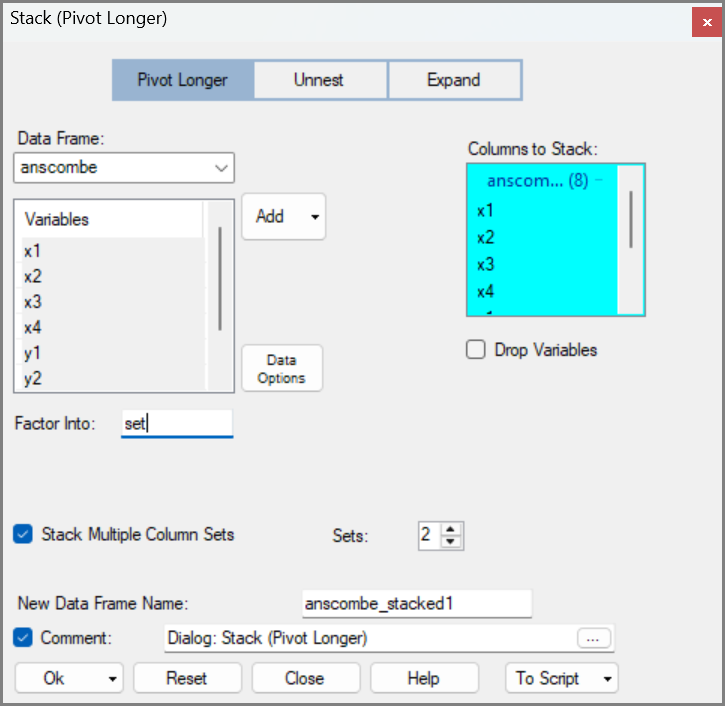 Stack (Pivot Longer)
Pivot Longer
Unnest
Expand
Data Frame:
anscombe
Variables
x1
x2
x3
x4
y1
y2
Add
Data
Options
Columns to Stack:
anscom... (8)
x1
x2
x3
x4
Drop Variables
Factor Into:
set
Stack Multiple Column Sets
Sets:
2
New Data Frame Name:
anscombe_stacked1
Comment:
Dialog: Stack (Pivot Longer)
...
Ok
Reset
Close
Help
To Script